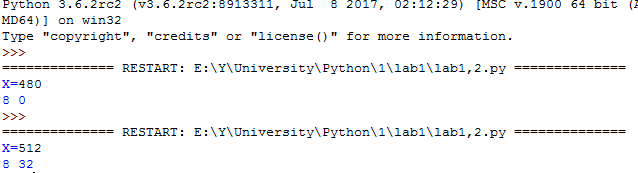 Python 3.6.2rc2 (v3.6.2rc2:8913311, Jul  8 2017, 02:12:29) [MSC v.1900 64 bit (A
MD64)] on win32
Type "copyright", "credits" or "license()" for more information.
>>>
============== RESTART: E:\Y\University\Python\1\lab1\lab1,2.py ==============
X=480
8 0
>>>
============== RESTART: E:\Y\University\Python\1\lab1\lab1,2.py ==============
X=512
8 32